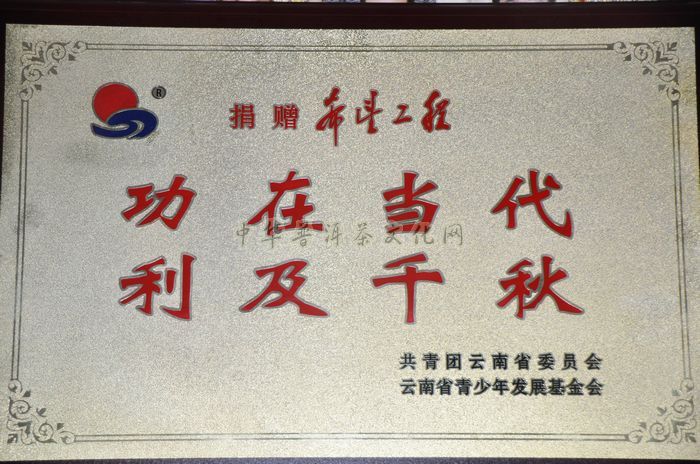 ®
捐赠 希望工程
功在当代
中华普洱茶文化网
利及千秋
共青团云南省委员会
云南省青少年发展基金会